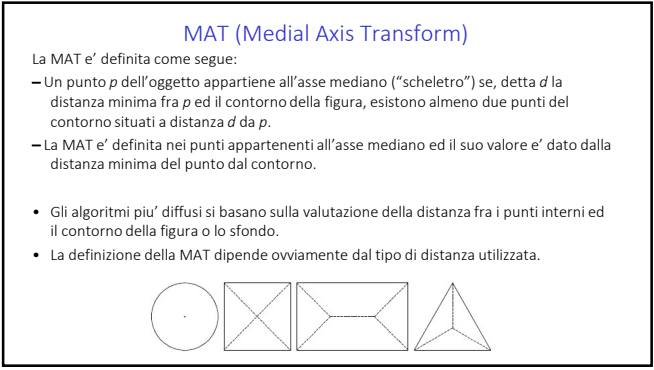 MAT (Medial Axis Transform)
La MAT e’ definita come segue:
– Un punto p dell’oggetto appartiene all’asse mediano (“scheletro”) se, detta d la
distanza minima fra p ed il contorno della figura, esistono almeno due punti del
contorno situati a distanza d da p.
– La MAT e’ definita nei punti appartenenti all’asse mediano ed il suo valore e’ dato dalla
distanza minima del punto dal contorno.
• Gli algoritmi piu’ diffusi si basano sulla valutazione della distanza fra i punti interni ed
il contorno della figura o lo sfondo.
• La definizione della MAT dipende ovviamente dal tipo di distanza utilizzata.